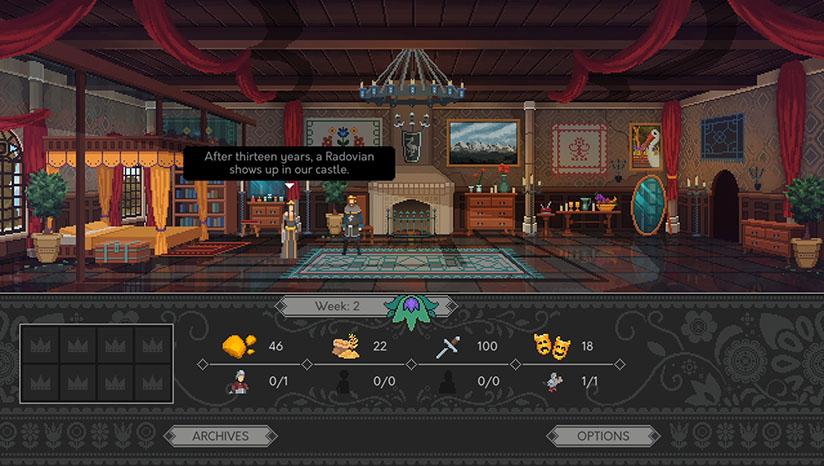 After thirteen years, a Radovian
shows up in our castle.
Week: 2
46 22 100 18
0/1 0/0 0/0 1/1
ARCHIVES OPTIONS